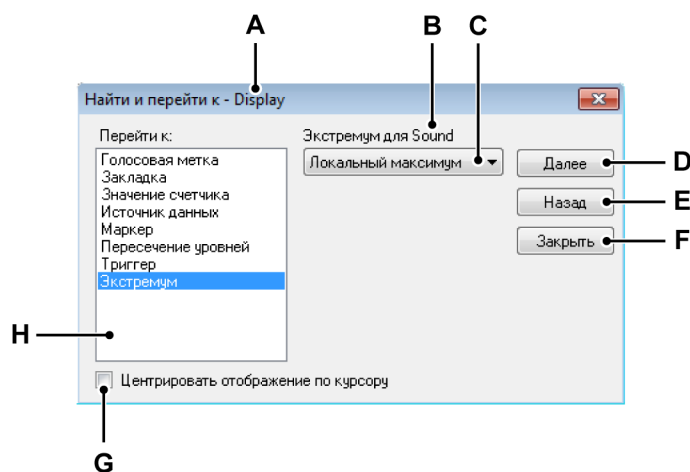 A
B
C
Найти и перейти к - Display
Перейти к:
Экстремум для Sound
Голосовая метка
Закладка
Значение счетчика
Источник данных
Маркер
Пересечение уровней
Триггер
Экстремум
Локальный максимум
Далее
D
Назад
E
Закрыть
F
H
Центрировать отображение по курсору
G